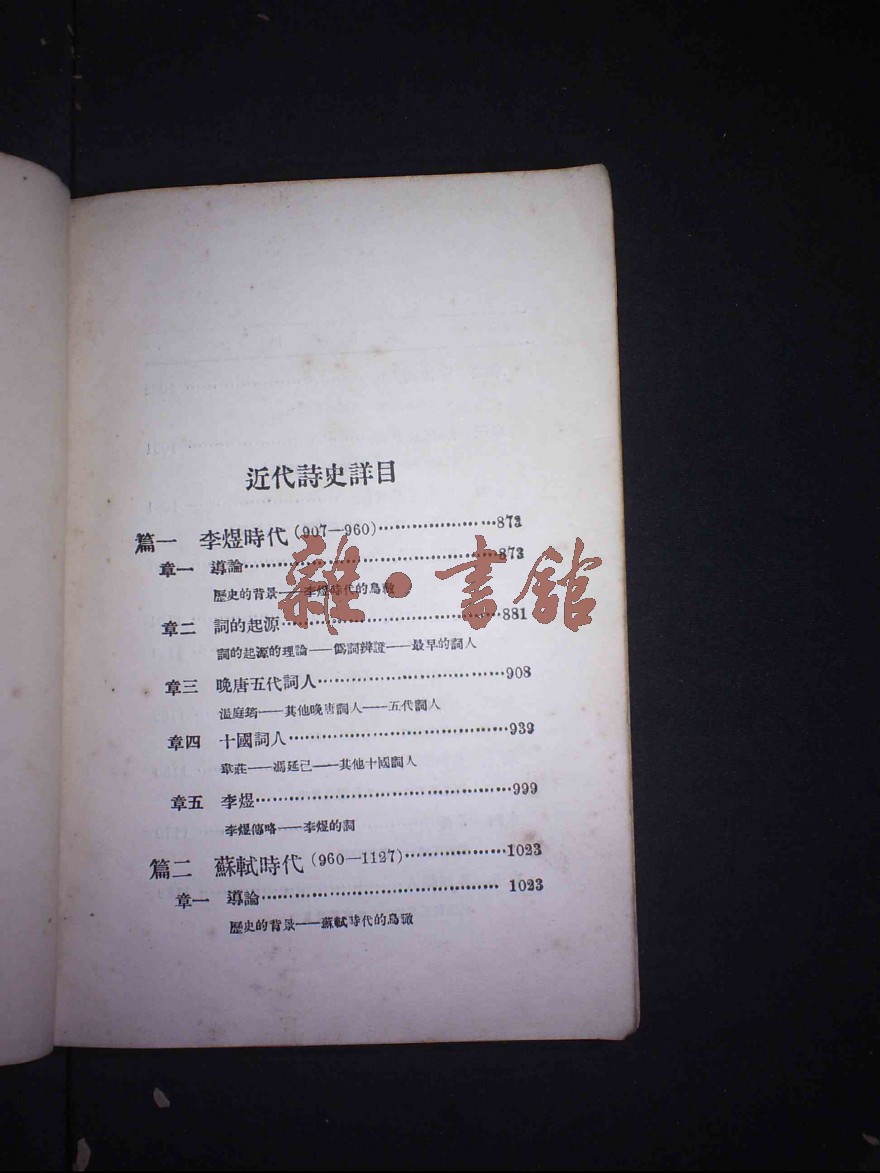 近代詩史詳目
篇一 李煜時代(907—960)……………………873
章一 導論……………………………………873
歷史的背景——李煜時代的鳥瞰
章二 詞的起源………………………………881
詞的起源的理論——僞詞辨證——最早的詞人
章三 晚唐五代詞人…………………………908
溫庭筠——其他晚唐詞人——五代詞人
章四 十國詞人………………………………939
韋莊——馮延己——其他十國詞人
章五 李煜……………………………………999
李煜傳略——李煜的詞
篇二 蘇軾時代(960—1127)…………………1023
章一 導論…………………………………… 1023
歷史的背景——蘇軾時代的鳥瞰
雜·書舘